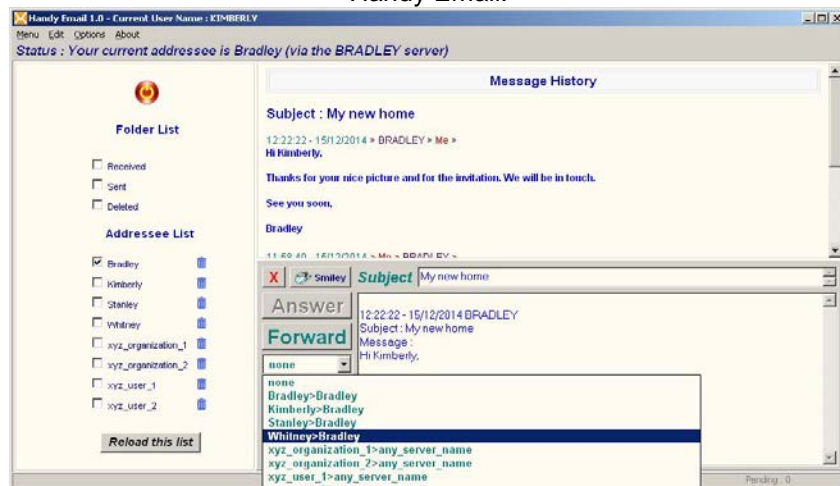 Handy Email.
Handy Email 1.0 - Current User Name : KIMBERLY
Menu Edit Options About
Status : Your current addressee is Bradley (via the BRADLEY server)
Folder List
Received
Sent
Deleted
Addressee List
Bradley
Kimberly
Stanley
Whitney
xyz_organization_1
xyz_organization_2
xyz_user_1
xyz_user_2
Reload this list
Message History
Subject : My new home
12:22:22 - 15/12/2014 > BRADLEY > Me >
Hi Kimberly,
Thanks for your nice picture and for the invitation. We will be in touch.
See you soon,
Bradley
15/12/2014 > Me > BRADLEY >
X Smiley Subject My new home
Answer
Forward
none
12:22:22 - 15/12/2014 BRADLEY
Subject : My new home
Message :
Hi Kimberly,
none
Bradley>Bradley
Kimberly>Bradley
Stanley>Bradley
Whitney>Bradley
xyz_organization_1>any_server_name
xyz_organization_2>any_server_name
xyz_user_1>any_server_name
Pending : 0